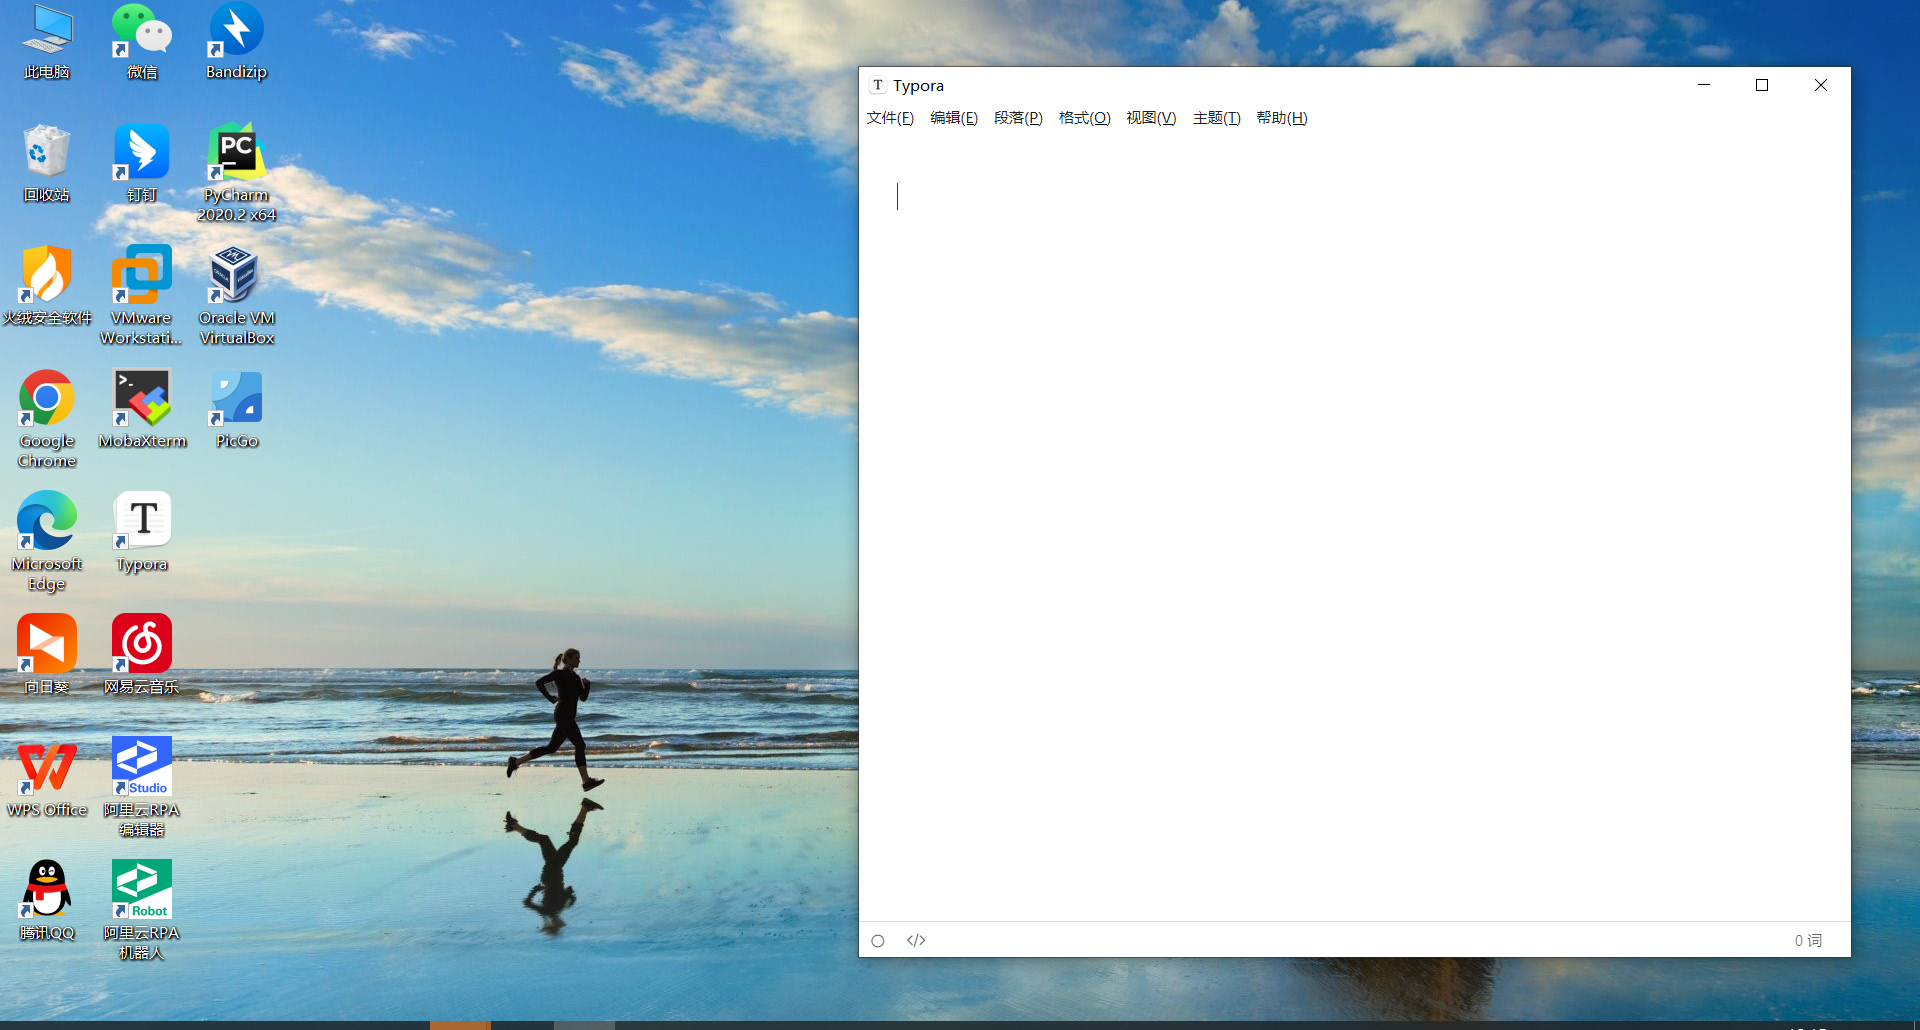 此电脑
微信
Bandizip
回收站
钉钉
PyCharm
2020.2 x64
火绒安全软件
VMware
Workstati...
Oracle VM
VirtualBox
Google
Chrome
MobaXterm
PicGo
Microsoft
Edge
Typora
向日葵
网易云音乐
WPS Office
Studio
阿里云RPA
编辑器
腾讯QQ
Robot
阿里云RPA
机器人
T Typora
文件(F) 编辑(E) 段落(P) 格式(O) 视图(V) 主题(T) 帮助(H)
</> 0 词